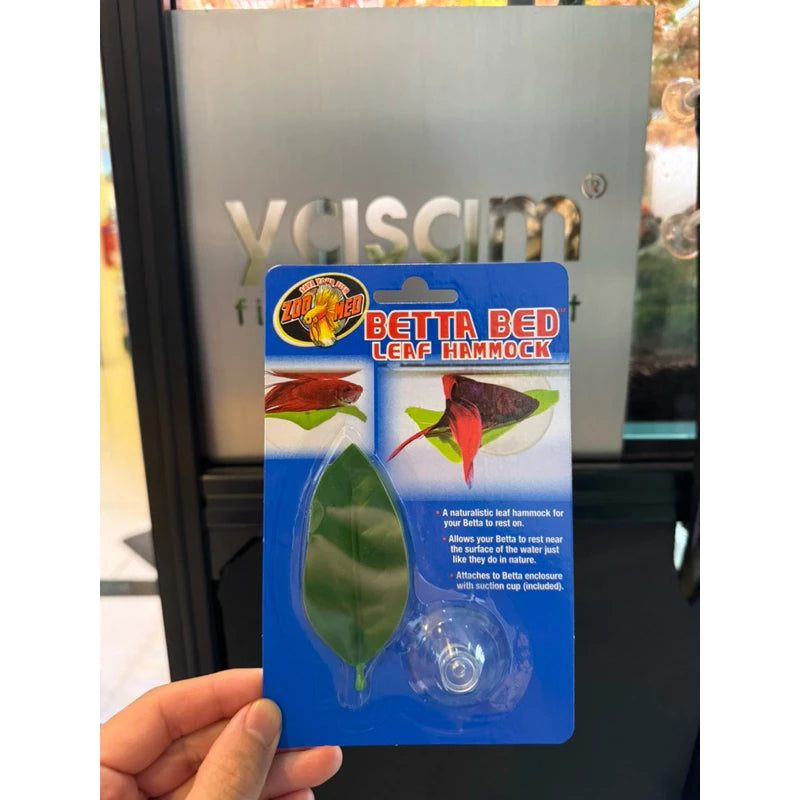 yasam®
ZOO MED
BETTA BED™
LEAF HAMMOCK
• A naturalistic leaf hammock for
your Betta to rest on.
• Allows your Betta to rest near
the surface of the water just
like they do in nature.
• Attaches to Betta enclosure
with suction cup (included).